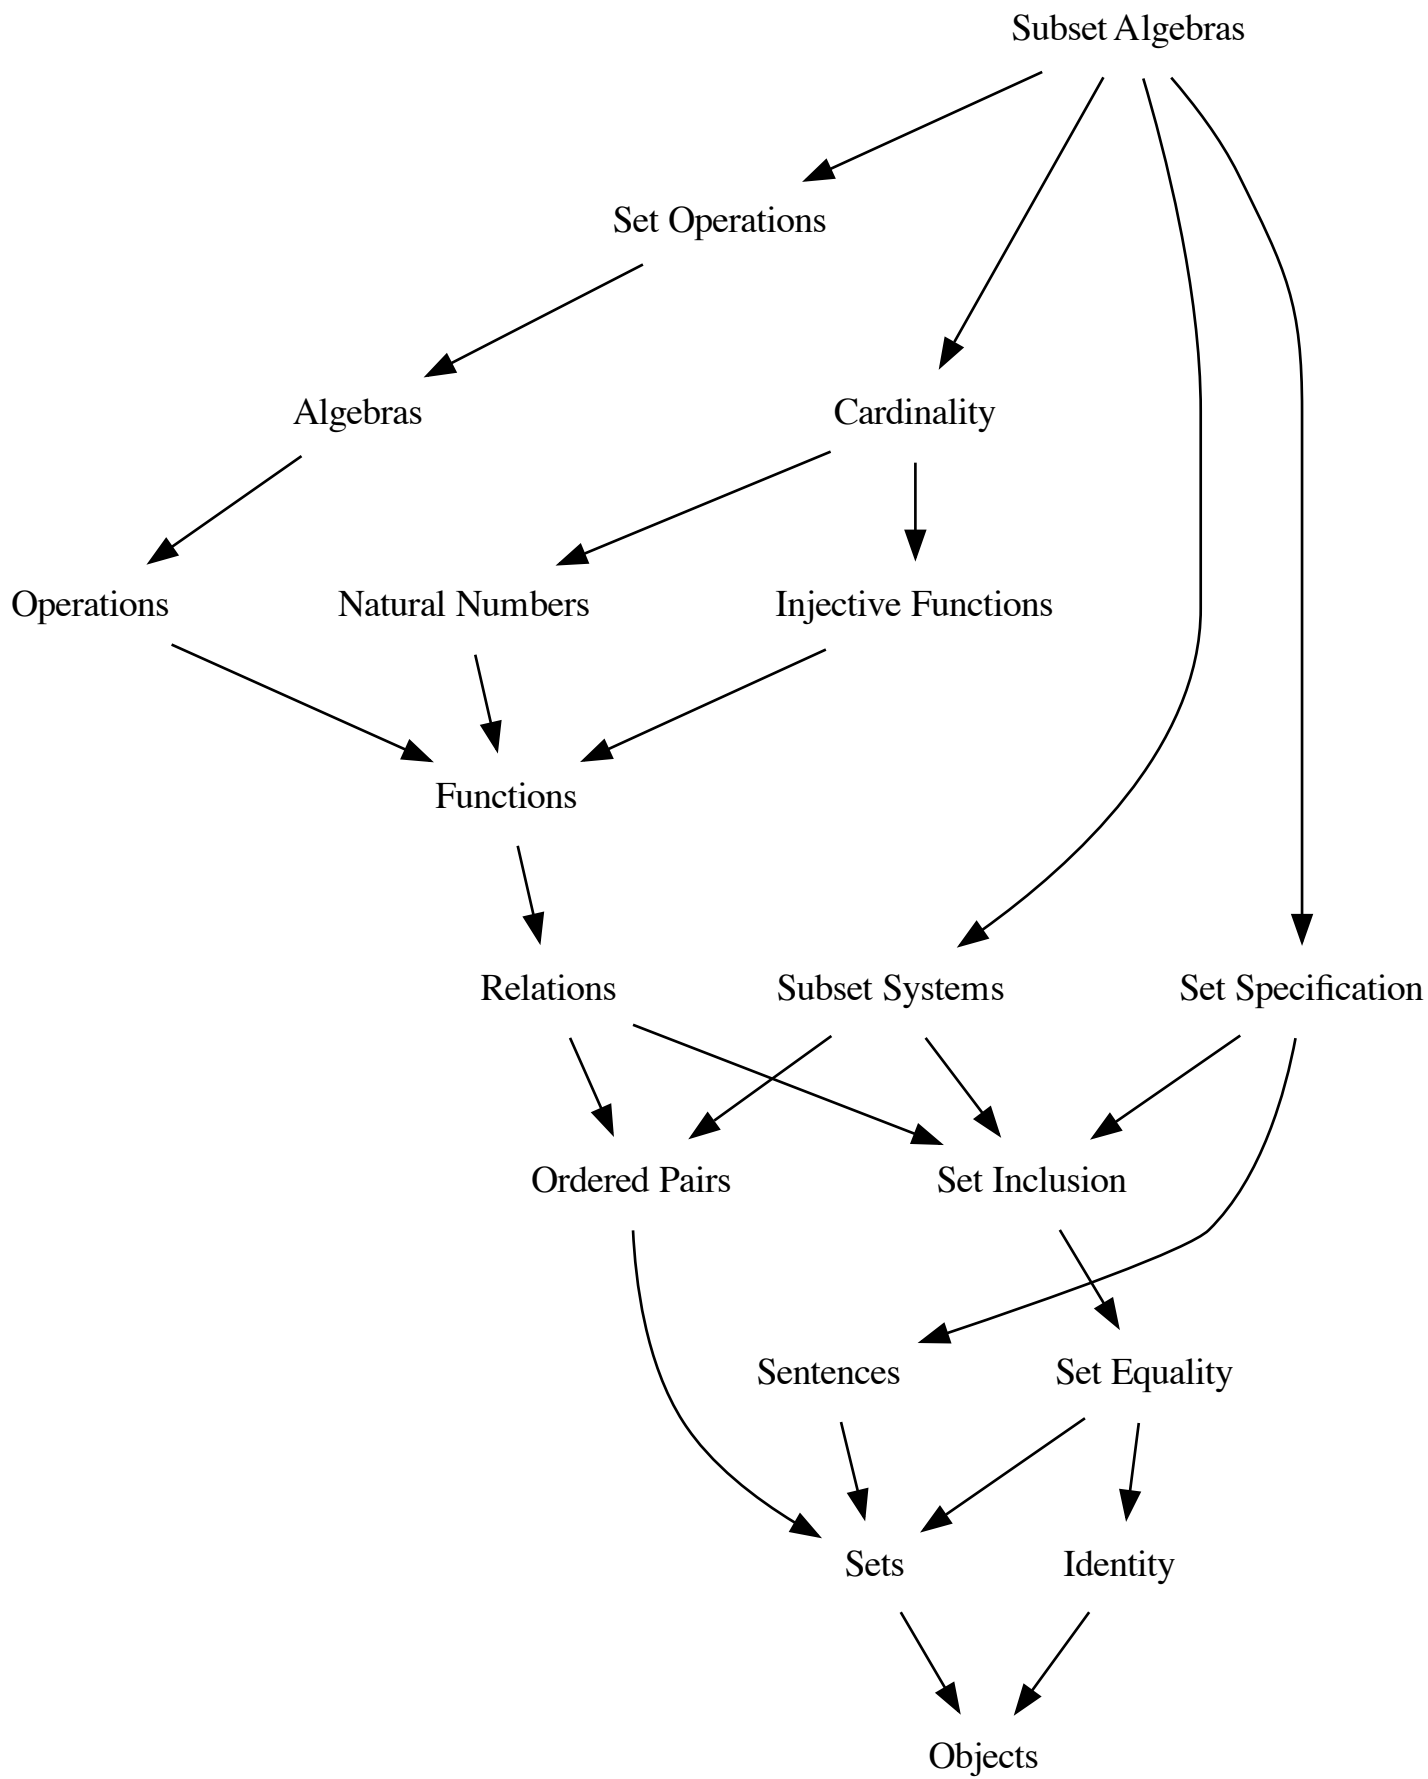 Subset Algebras
Set Operations
Algebras
Cardinality
Operations
Natural Numbers
Injective Functions
Functions
Relations
Subset Systems
Set Specification
Ordered Pairs
Set Inclusion
Sentences
Set Equality
Sets
Identity
Objects